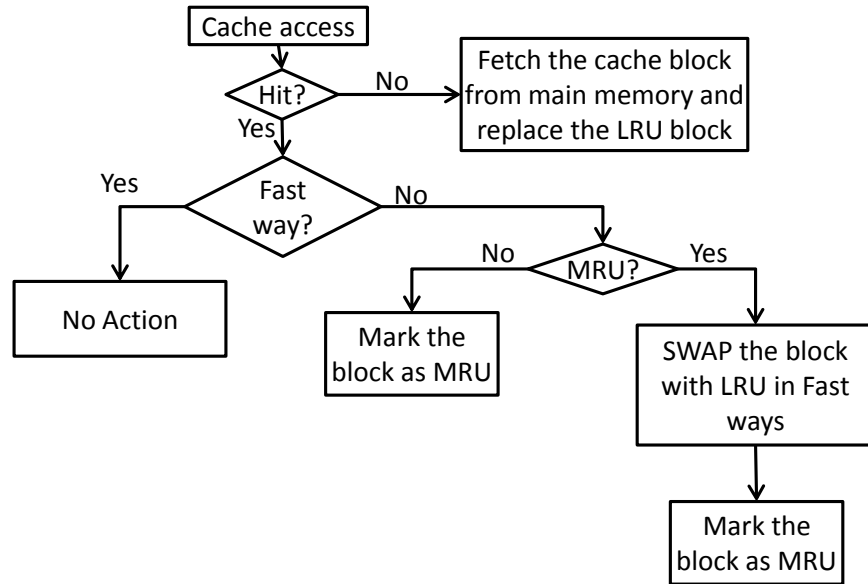 Cache access
Hit?
No
Fetch the cache block
from main memory and
replace the LRU block
Yes
Fast
way?
Yes
No
MRU?
No
Yes
No Action
Mark the
block as MRU
SWAP the block
with LRU in Fast
ways
Mark the
block as MRU